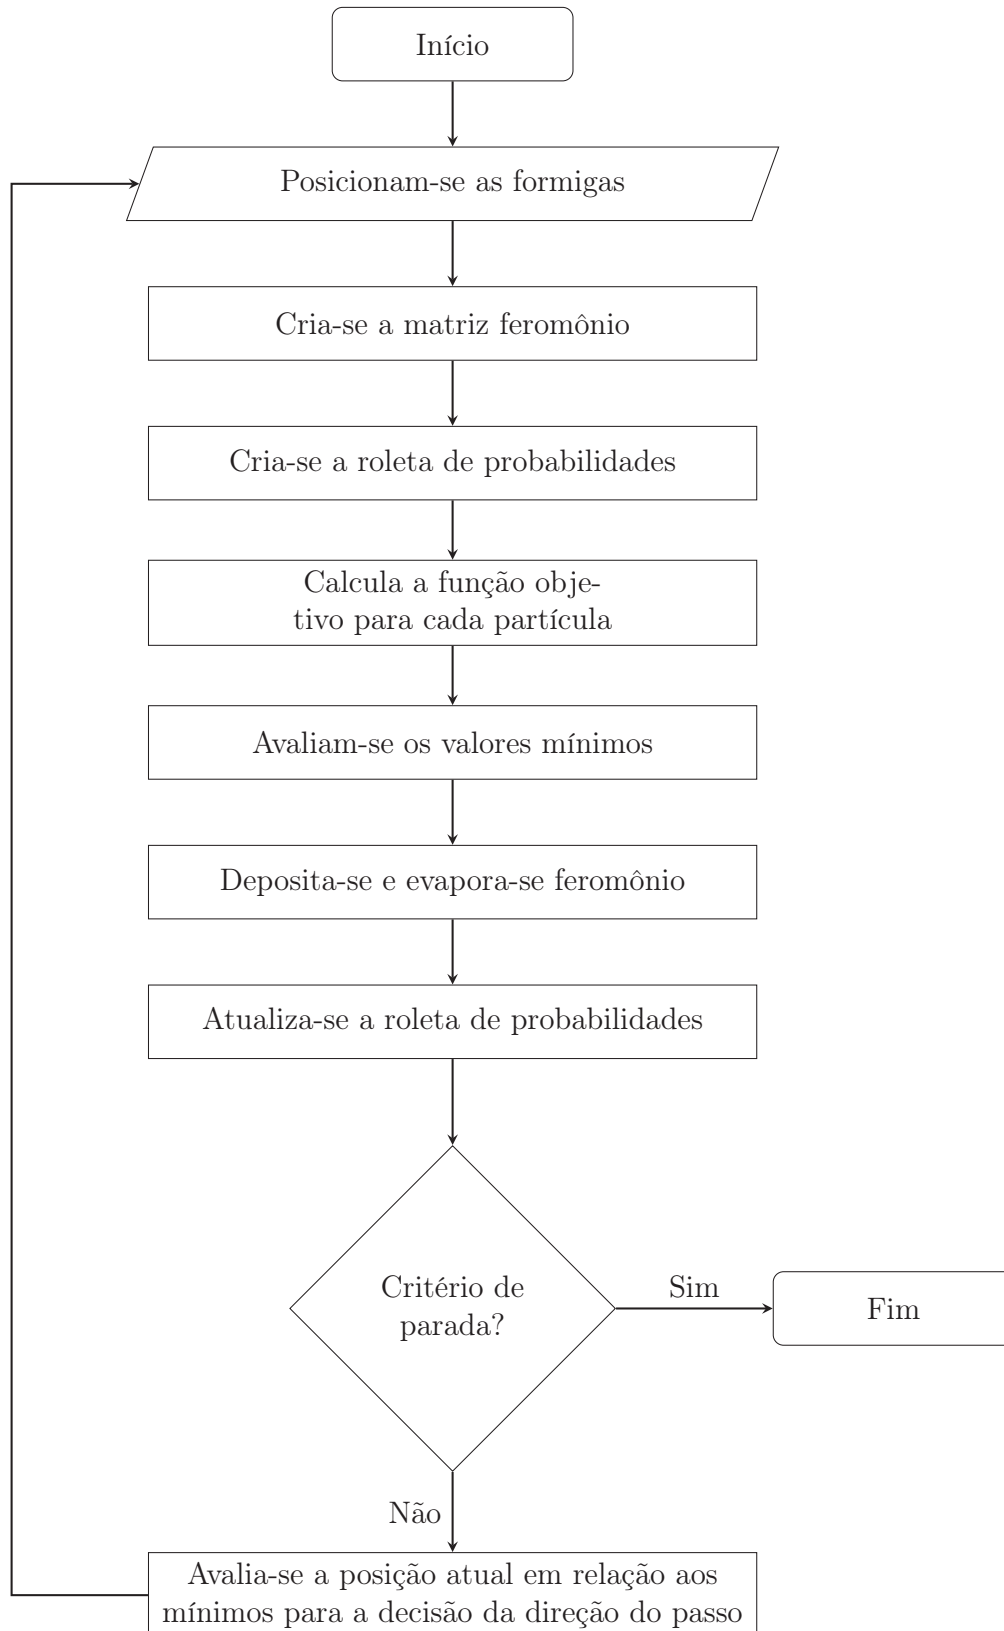 Início
Posicionam-se as formigas
Cria-se a matriz feromônio
Cria-se a roleta de probabilidades
Calcula a função obje-
tivo para cada partícula
Avaliam-se os valores mínimos
Deposita-se e evapora-se feromônio
Atualiza-se a roleta de probabilidades
Critério de
parada?
Sim
Fim
Não
Avalia-se a posição atual em relação aos
mínimos para a decisão da direção do passo